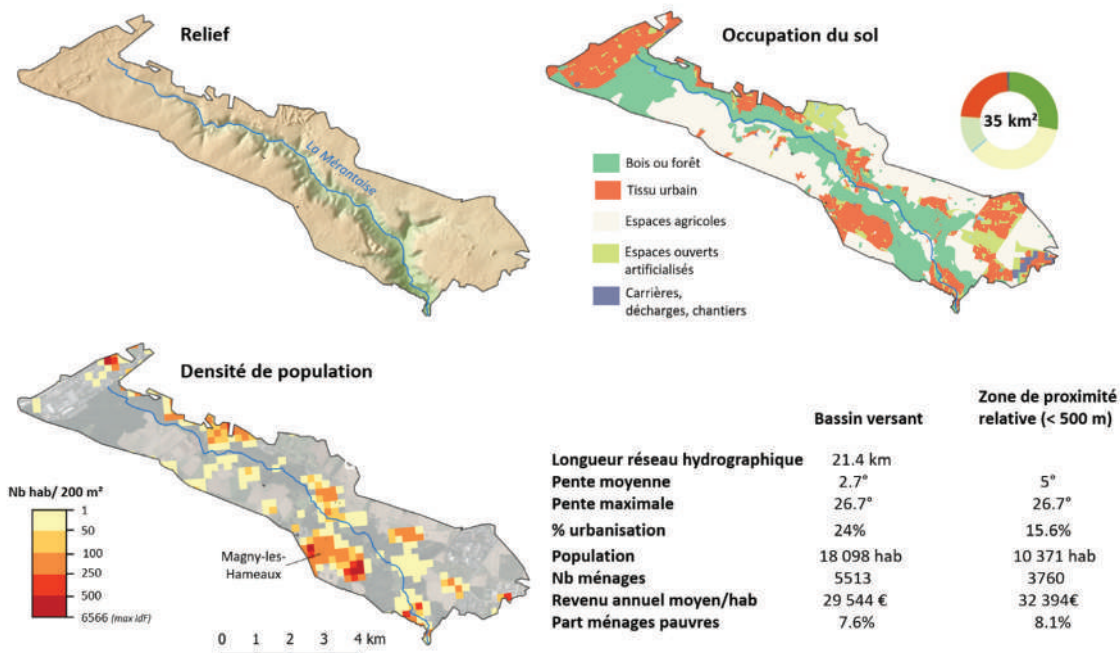 Relief
La Mérantaise
Occupation du sol
35 km²
Bois ou forêt
Tissu urbain
Espaces agricoles
Espaces ouverts
artificialisés
Carrières,
décharges, chantiers
Densité de population
Nb hab/ 200 m²
1
50
100
250
500
6566 (max IdF)
Magny-les-
Hameaux
0 1 2 3 4 km
Zone de proximité
Bassin versant relative (< 500 m)
Longueur réseau hydrographique 21.4 km
Pente moyenne 2.7° 5°
Pente maximale 26.7° 26.7°
% urbanisation 24% 15.6%
Population 18 098 hab 10 371 hab
Nb ménages 5513 3760
Revenu annuel moyen/hab 29 544 € 32 394€
Part ménages pauvres 7.6% 8.1%